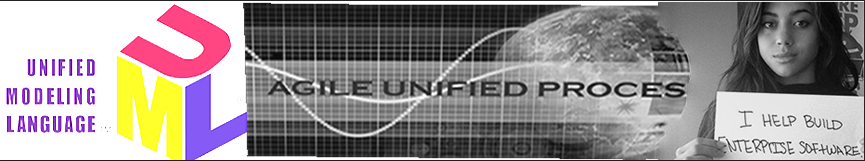 UNIFIED
MODELING
LANGUAGE
UML
AGILE UNIFIED PROCES
I HELP BUILD
ENTERPRISE SOFTWARE